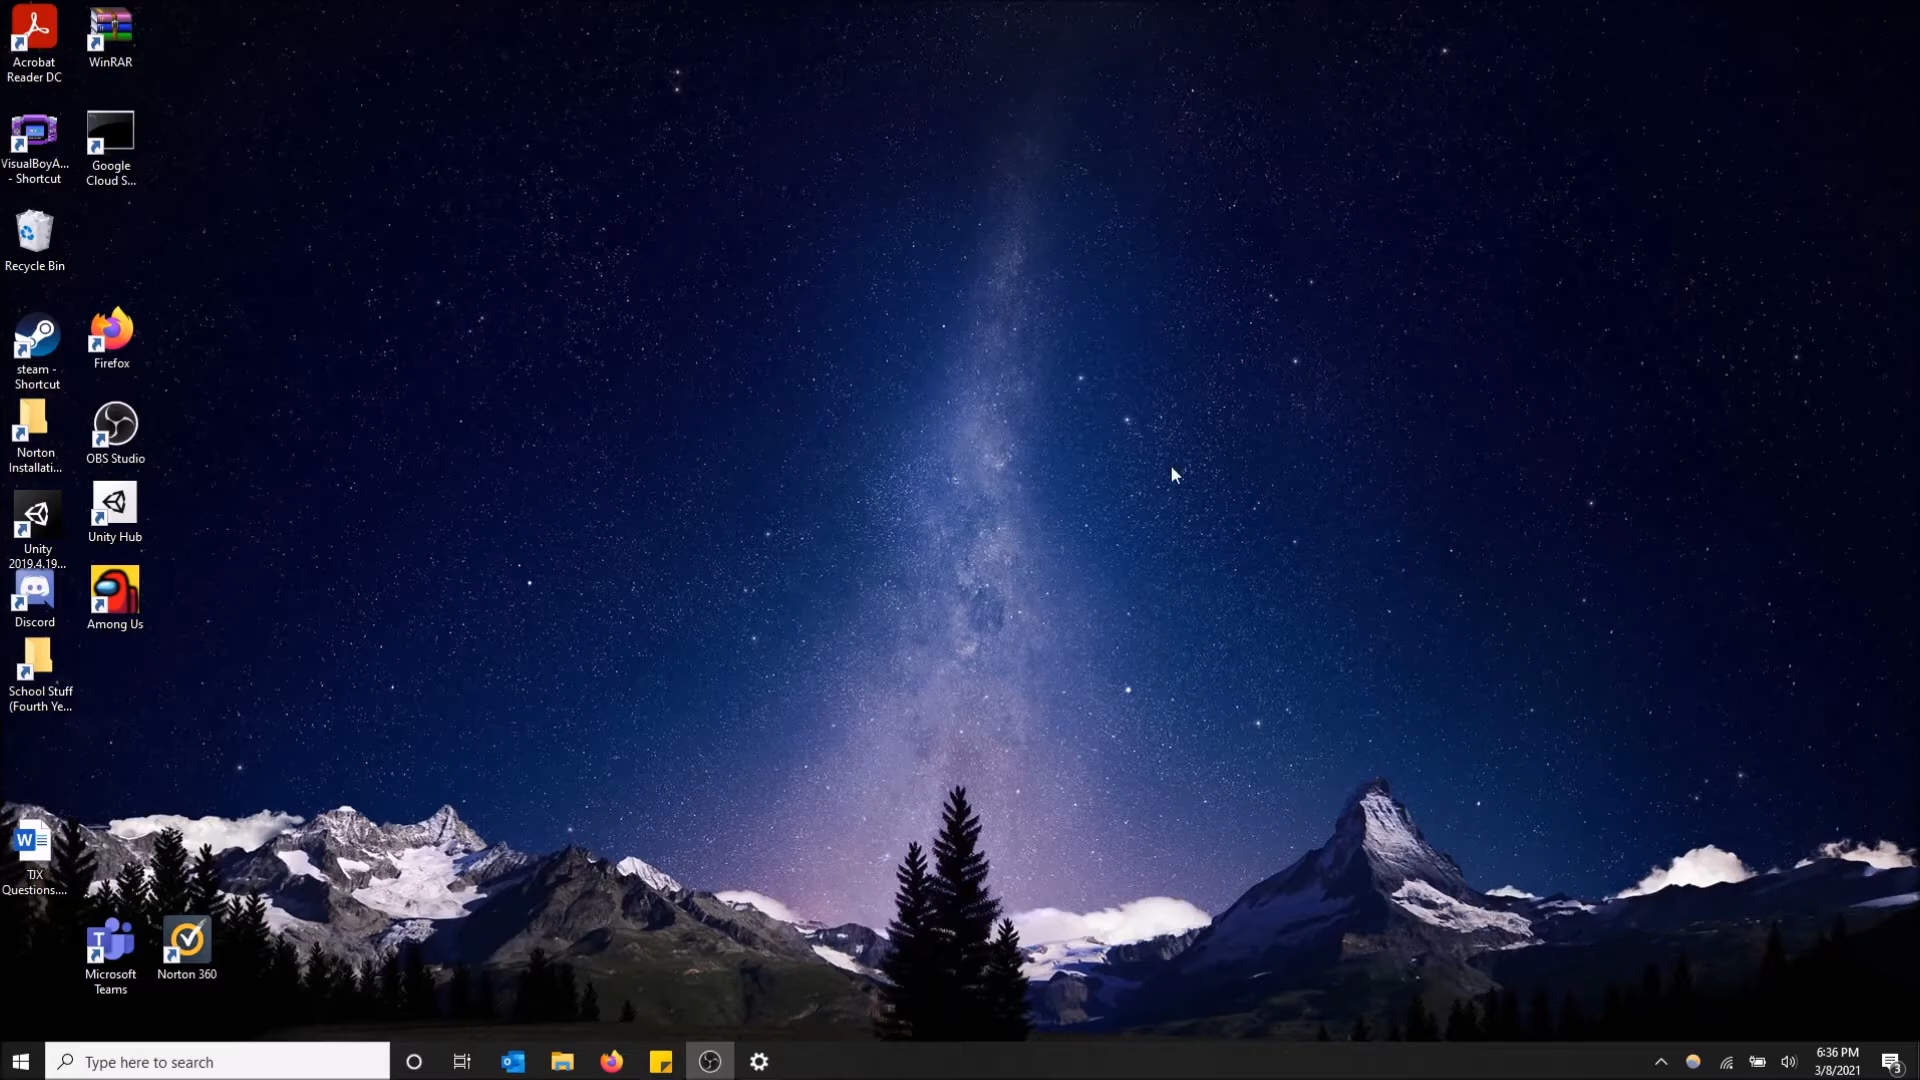 Acrobat
Reader DC
WinRAR
VisualBoyA...
- Shortcut
Google
Cloud S...
Recycle Bin
steam -
Shortcut
Firefox
Norton
Installati...
OBS Studio
Unity
2019.4.19...
Unity Hub
Discord
Among Us
School Stuff
(Fourth Ye...
W
TJX
Questions....
T
Microsoft
Teams
Norton 360
Type here to search
6:36 PM
3/8/2021
3